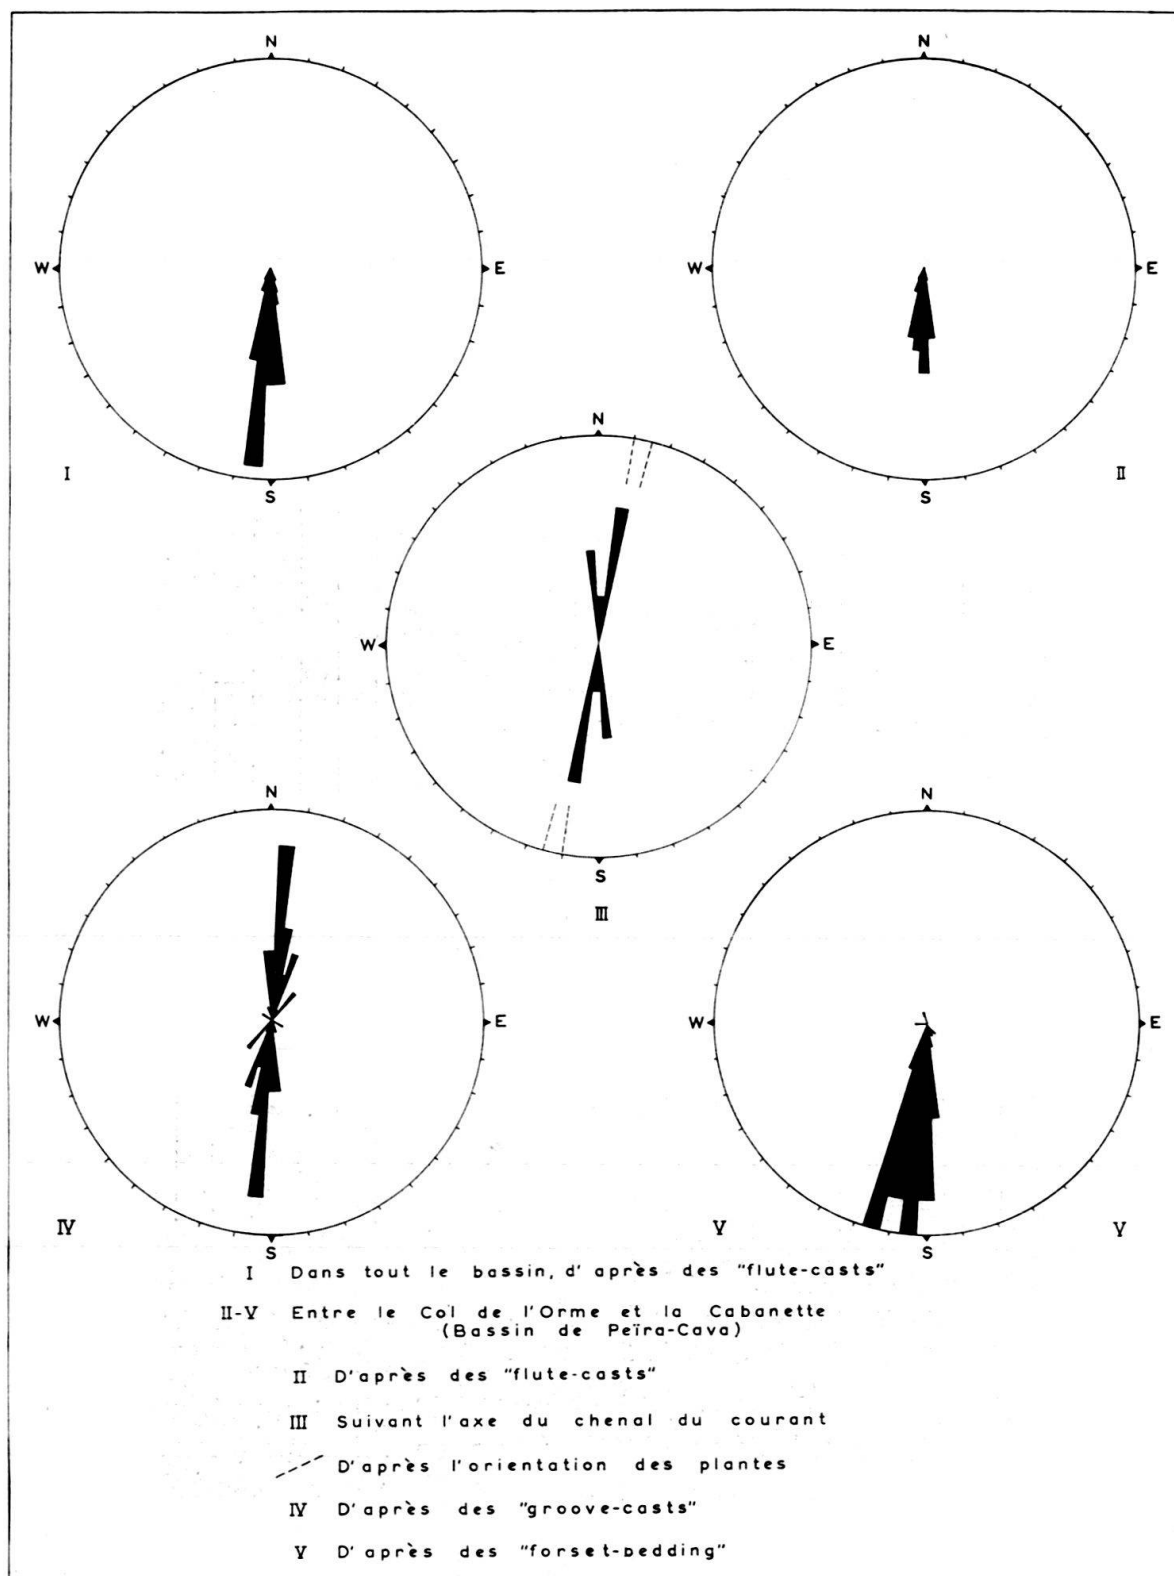 N
N
W
E
W
E
I
S
S
II
N
W
E
S
III
N
N
W
E
W
E
IV
S
V
S
V
I Dans tout le bassin, d'après des "flute-casts"
II-V Entre le Col de l'Orme et la Cabanette
(Bassin de Peïra-Cava)
II D'après des "flute-casts"
III Suivant l'axe du chenal du courant
D'après l'orientation des plantes
IV D'après des "groove-casts"
V D'après des "forset-bedding"